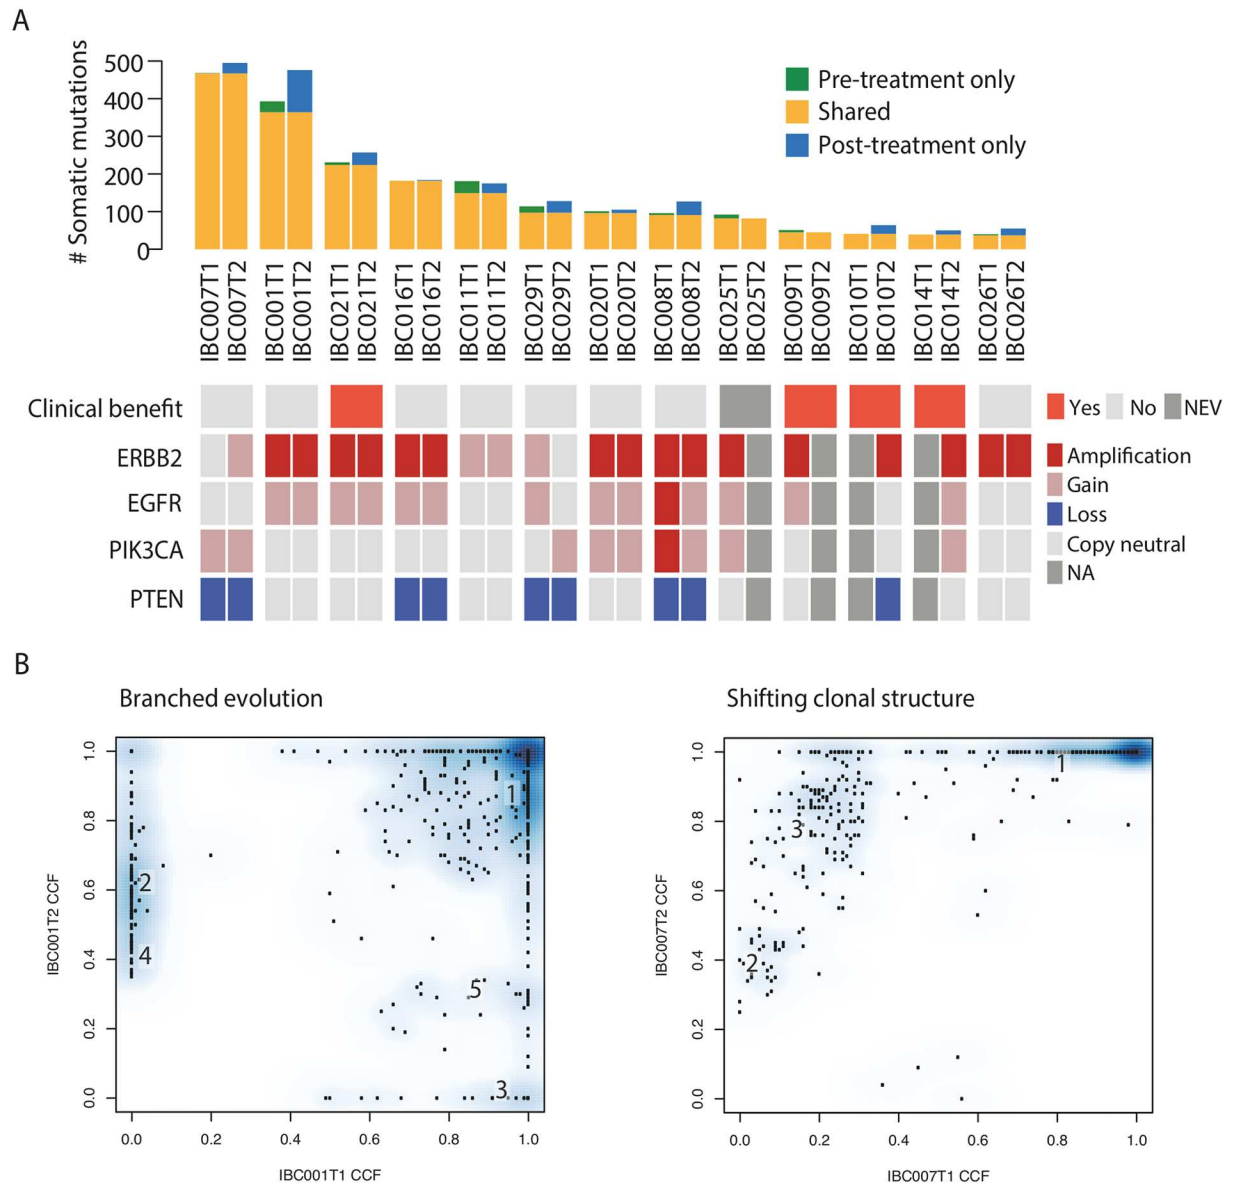 A
# Somatic mutations
500
400
300
200
100
0
Pre-treatment only
Shared
Post-treatment only
IBC007T1
IBC007T2
IBC001T1
IBC001T2
IBC021T1
IBC021T2
IBC016T1
IBC016T2
IBC011T1
IBC011T2
IBC029T1
IBC029T2
IBC020T1
IBC020T2
IBC008T1
IBC008T2
IBC025T1
IBC025T2
IBC009T1
IBC009T2
IBC010T1
IBC010T2
IBC014T1
IBC014T2
IBC026T1
IBC026T2
Clinical benefit
Yes No NEV
ERBB2
EGFR
PIK3CA
PTEN
Amplification
Gain
Loss
Copy neutral
NA
B
Branched evolution
IBC001T2 CCF
1.0
0.8
0.6
0.4
0.2
0.0
1
2
4
5
3
0.0 0.2 0.4 0.6 0.8 1.0
IBC001T1 CCF
Shifting clonal structure
IBC007T2 CCF
1.0
0.8
0.6
0.4
0.2
0.0
1
3
2
0.0 0.2 0.4 0.6 0.8 1.0
IBC007T1 CCF